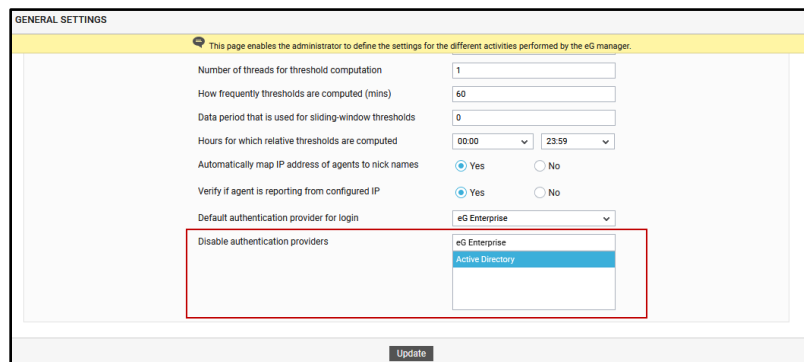 GENERAL SETTINGS
This page enables the administrator to define the settings for the different activities performed by the eG manager.
Number of threads for threshold computation 1
How frequently thresholds are computed (mins) 60
Data period that is used for sliding-window thresholds 0
Hours for which relative thresholds are computed 00:00 23:59
Automatically map IP address of agents to nick names Yes No
Verify if agent is reporting from configured IP Yes No
Default authentication provider for login eG Enterprise
Disable authentication providers eG Enterprise
Active Directory
Update